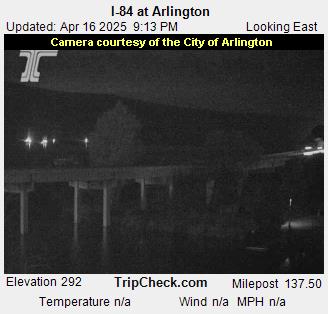 I-84 at Arlington
Updated: Apr 16 2025 9:13 PM Looking East
Camera courtesy of the City of Arlington
Elevation 292 TripCheck.com Milepost 137.50
Temperature n/a Wind n/a MPH n/a